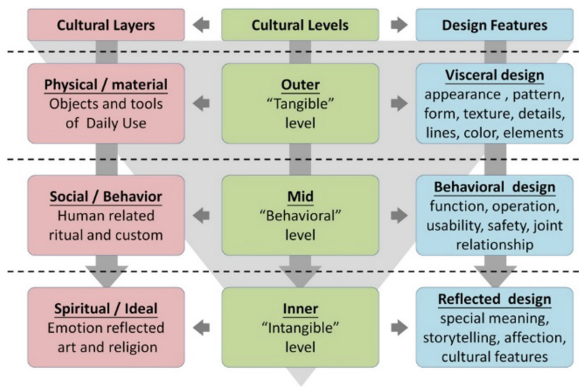 Cultural Layers
Cultural Levels
Design Features
Physical / material
Objects and tools
of Daily Use
Outer
“Tangible”
level
Visceral design
appearance , pattern,
form, texture, details,
lines, color, elements
Social / Behavior
Human related
ritual and custom
Mid
“Behavioral”
level
Behavioral design
function, operation,
usability, safety, joint
relationship
Spiritual / Ideal
Emotion reflected
art and religion
Inner
“Intangible”
level
Reflected design
special meaning,
storytelling, affection,
cultural features